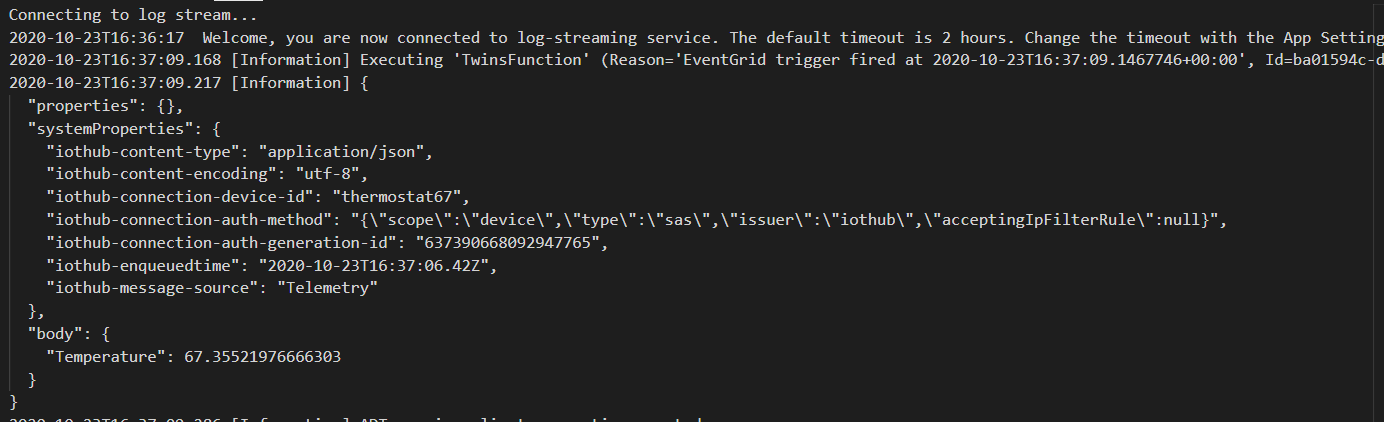 Connecting to log stream...
2020-10-23T16:36:17  Welcome, you are now connected to log-streaming service. The default timeout is 2 hours. Change the timeout with the App Setting
2020-10-23T16:37:09.168 [Information] Executing 'TwinsFunction' (Reason='EventGrid trigger fired at 2020-10-23T16:37:09.1467746+00:00', Id=ba01594c-d
2020-10-23T16:37:09.217 [Information] {
  "properties": {},
  "systemProperties": {
    "iothub-content-type": "application/json",
    "iothub-content-encoding": "utf-8",
    "iothub-connection-device-id": "thermostat67",
    "iothub-connection-auth-method": "{\"scope\":\"device\",\"type\":\"sas\",\"issuer\":\"iothub\",\"acceptingIpFilterRule\":null}",
    "iothub-connection-auth-generation-id": "637390668092947765",
    "iothub-enqueuedtime": "2020-10-23T16:37:06.42Z",
    "iothub-message-source": "Telemetry"
  },
  "body": {
    "Temperature": 67.35521976666303
  }
}